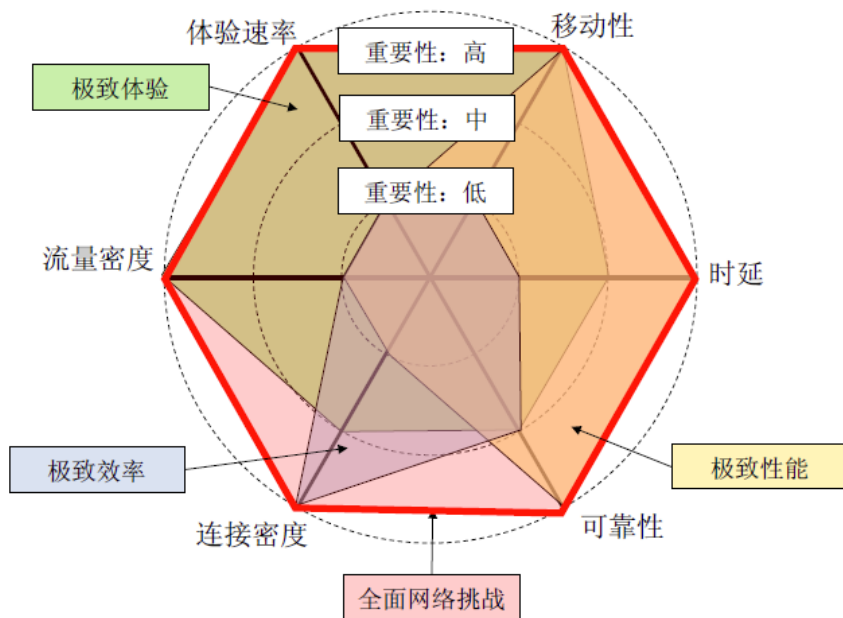 体验速率
移动性
重要性：高
极致体验
重要性：中
重要性：低
流量密度
时延
极致效率
极致性能
连接密度
可靠性
全面网络挑战